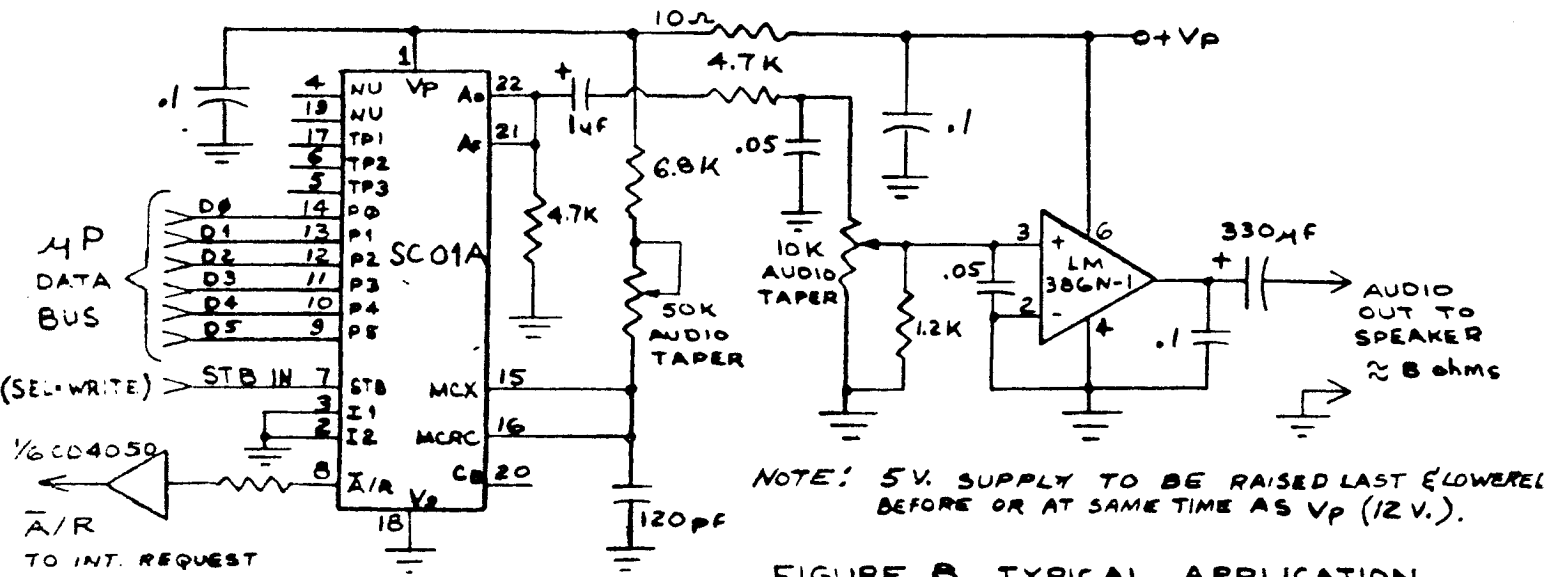 10Ω
+Vp
4.7K
1
.1
4 NU
19 NU
17 TP1
6 TP2
5 TP3
Vp
Ao 22
AF 21
+
1µf
.05
.1
6.8K
4.7K
µP
DATA
BUS
DØ 14 PØ
D1 13 P1
D2 12 P2
D3 11 P3
D4 10 P4
D5 9 P5
SC01A
50K
AUDIO
TAPER
10K
AUDIO
TAPER
.05
1.2K
3 +
2 -
6
LM
386N-1
4
330µF
+
.1
AUDIO
OUT TO
SPEAKER
≈ 8 ohms
(SEL·WRITE) STB IN 7 STB
3 I1
2 I2
MCX 15
MCRC 16
20
1/6 CD4050
8 A̅/R
18
120pf
A̅/R
TO INT. REQUEST
NOTE: 5V. SUPPLY TO BE RAISED LAST & LOWERED
BEFORE OR AT SAME TIME AS Vp (12 V.).
FIGURE 8 TYPICAL APPLICATION